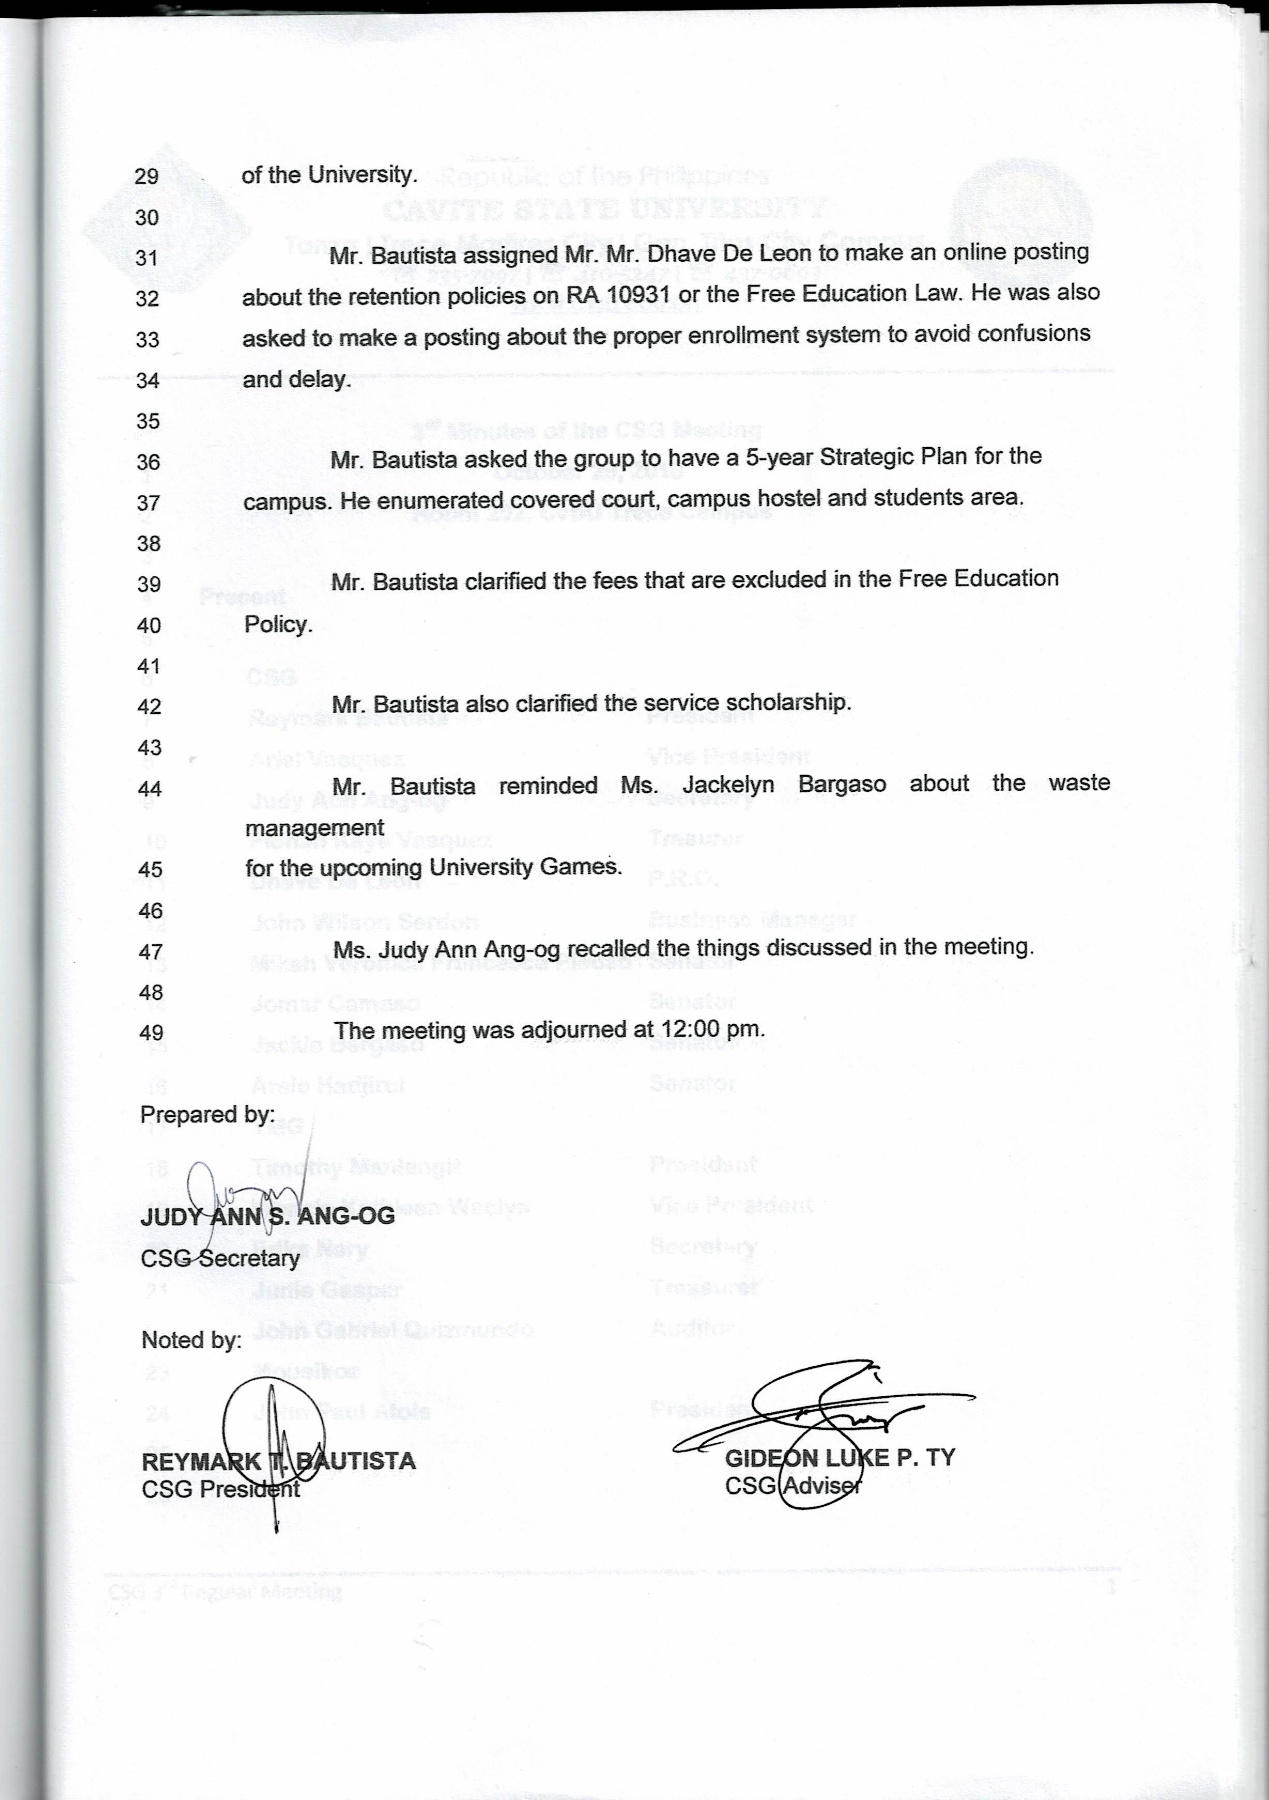 29 of the University.
30
31 Mr. Bautista assigned Mr. Mr. Dhave De Leon to make an online posting
32 about the retention policies on RA 10931 or the Free Education Law. He was also
33 asked to make a posting about the proper enrollment system to avoid confusions
34 and delay.
35
36 Mr. Bautista asked the group to have a 5-year Strategic Plan for the
37 campus. He enumerated covered court, campus hostel and students area.
38
39 Mr. Bautista clarified the fees that are excluded in the Free Education
40 Policy.
41
42 Mr. Bautista also clarified the service scholarship.
43
44 Mr. Bautista reminded Ms. Jackelyn Bargaso about the waste
management
45 for the upcoming University Games.
46
47 Ms. Judy Ann Ang-og recalled the things discussed in the meeting.
48
49 The meeting was adjourned at 12:00 pm.
Prepared by:
JUDY ANN S. ANG-OG
CSG Secretary
Noted by:
REYMARK T. BAUTISTA
CSG President
GIDEON LUKE P. TY
CSG Adviser